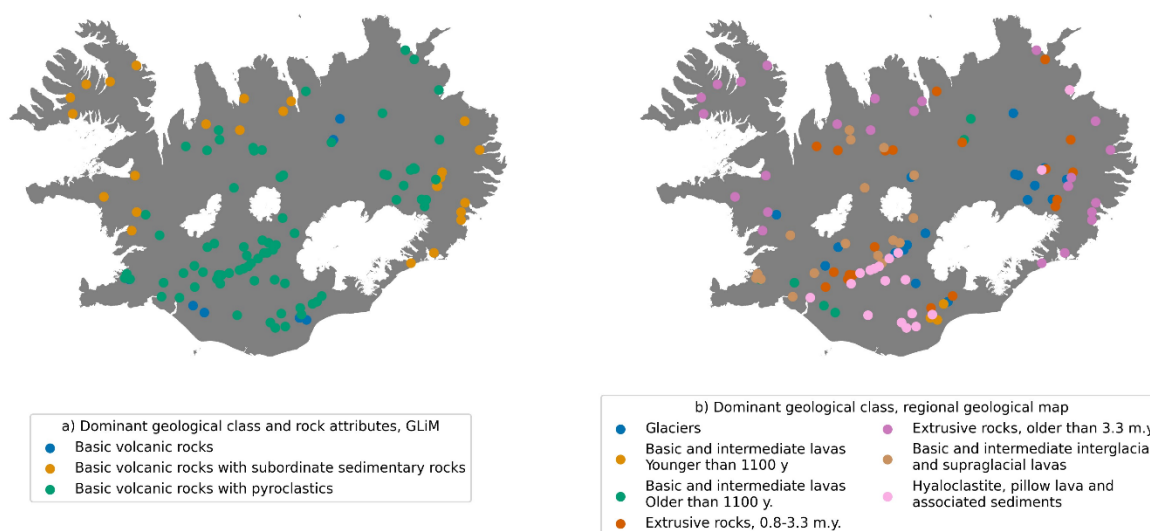 a) Dominant geological class and rock attributes, GLiM
Basic volcanic rocks
Basic volcanic rocks with subordinate sedimentary rocks
Basic volcanic rocks with pyroclastics
b) Dominant geological class, regional geological map
Glaciers
Basic and intermediate lavas
Younger than 1100 y
Basic and intermediate lavas
Older than 1100 y.
Extrusive rocks, 0.8-3.3 m.y.
Extrusive rocks, older than 3.3 m.y
Basic and intermediate interglacia
and supraglacial lavas
Hyaloclastite, pillow lava and
associated sediments